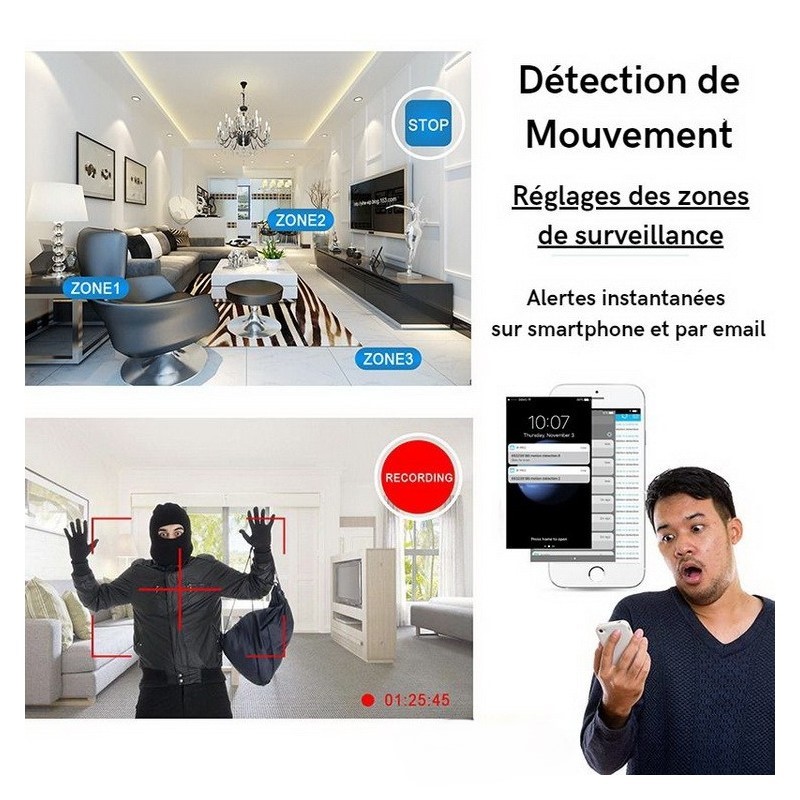 Détection de
Mouvement
Réglages des zones
de surveillance
Alertes instantanées
sur smartphone et par email
STOP
ZONE2
ZONE1
ZONE3
RECORDING
01:25:45
10:07
Thursday, November 3
Press home to open